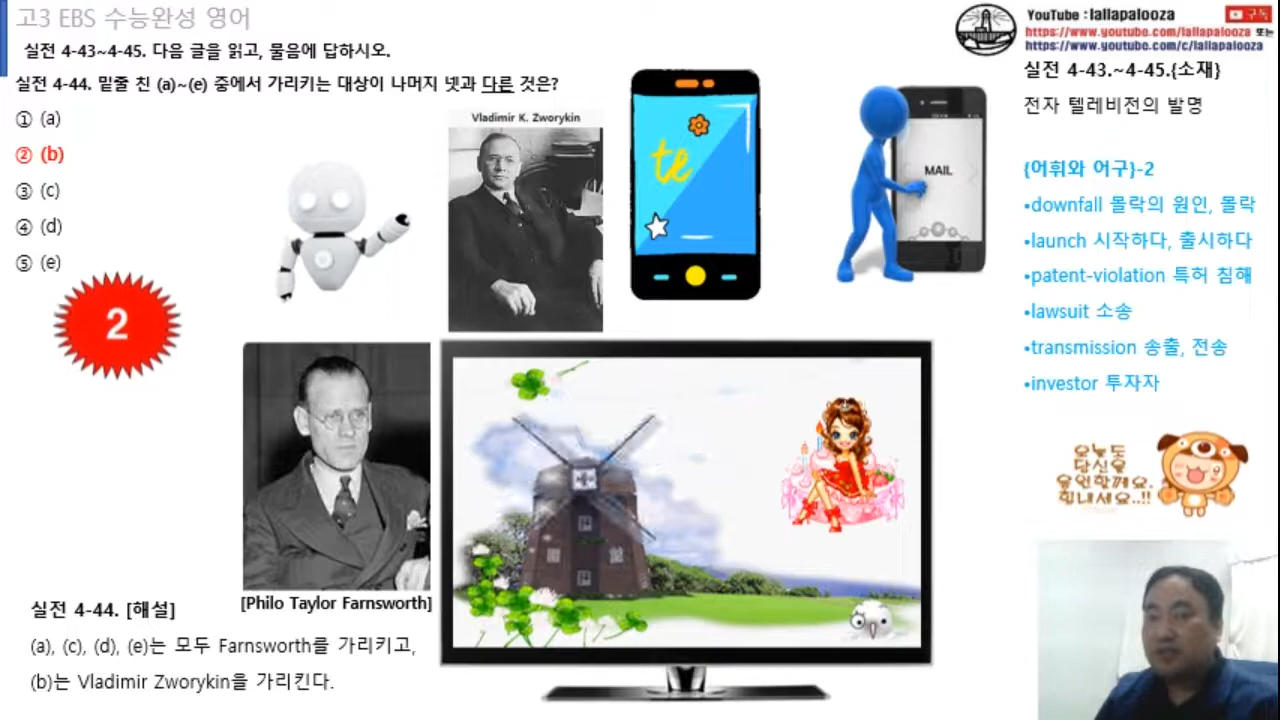 고3 EBS 수능완성 영어
실전 4-43~4-45. 다음 글을 읽고, 물음에 답하시오.
실전 4-44. 밑줄 친 (a)~(e) 중에서 가리키는 대상이 나머지 넷과 다른 것은?
① (a)
② (b)
③ (c)
④ (d)
⑤ (e)
2
Vladimir K. Zworykin
te
MAIL
[Philo Taylor Farnsworth]
실전 4-44. [해설]
(a), (c), (d), (e)는 모두 Farnsworth를 가리키고,
(b)는 Vladimir Zworykin을 가리킨다.
YouTube : lallapalooza
구독
https://www.youtube.com/lallapalooza 또는
https://www.youtube.com/c/lallapalooza
실전 4-43.~4-45.{소재}
전자 텔레비전의 발명
{어휘와 어구}-2
•downfall 몰락의 원인, 몰락
•launch 시작하다, 출시하다
•patent-violation 특허 침해
•lawsuit 소송
•transmission 송출, 전송
•investor 투자자
오늘도
당신을
응원할께요.
힘내세요..!!